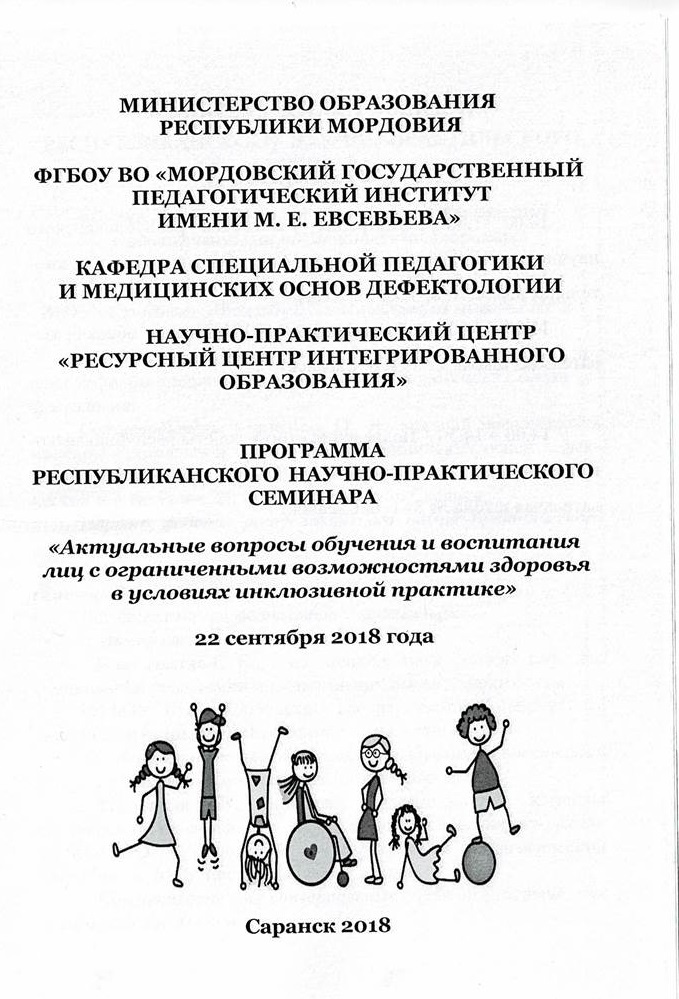 МИНИСТЕРСТВО ОБРАЗОВАНИЯ
РЕСПУБЛИКИ МОРДОВИЯ
ФГБОУ ВО «МОРДОВСКИЙ ГОСУДАРСТВЕННЫЙ
ПЕДАГОГИЧЕСКИЙ ИНСТИТУТ
ИМЕНИ М. Е. ЕВСЕВЬЕВА»
КАФЕДРА СПЕЦИАЛЬНОЙ ПЕДАГОГИКИ
И МЕДИЦИНСКИХ ОСНОВ ДЕФЕКТОЛОГИИ
НАУЧНО-ПРАКТИЧЕСКИЙ ЦЕНТР
«РЕСУРСНЫЙ ЦЕНТР ИНТЕГРИРОВАННОГО
ОБРАЗОВАНИЯ»
ПРОГРАММА
РЕСПУБЛИКАНСКОГО НАУЧНО-ПРАКТИЧЕСКОГО
СЕМИНАРА
«Актуальные вопросы обучения и воспитания
лиц с ограниченными возможностями здоровья
в условиях инклюзивной практике»
22 сентября 2018 года
Саранск 2018